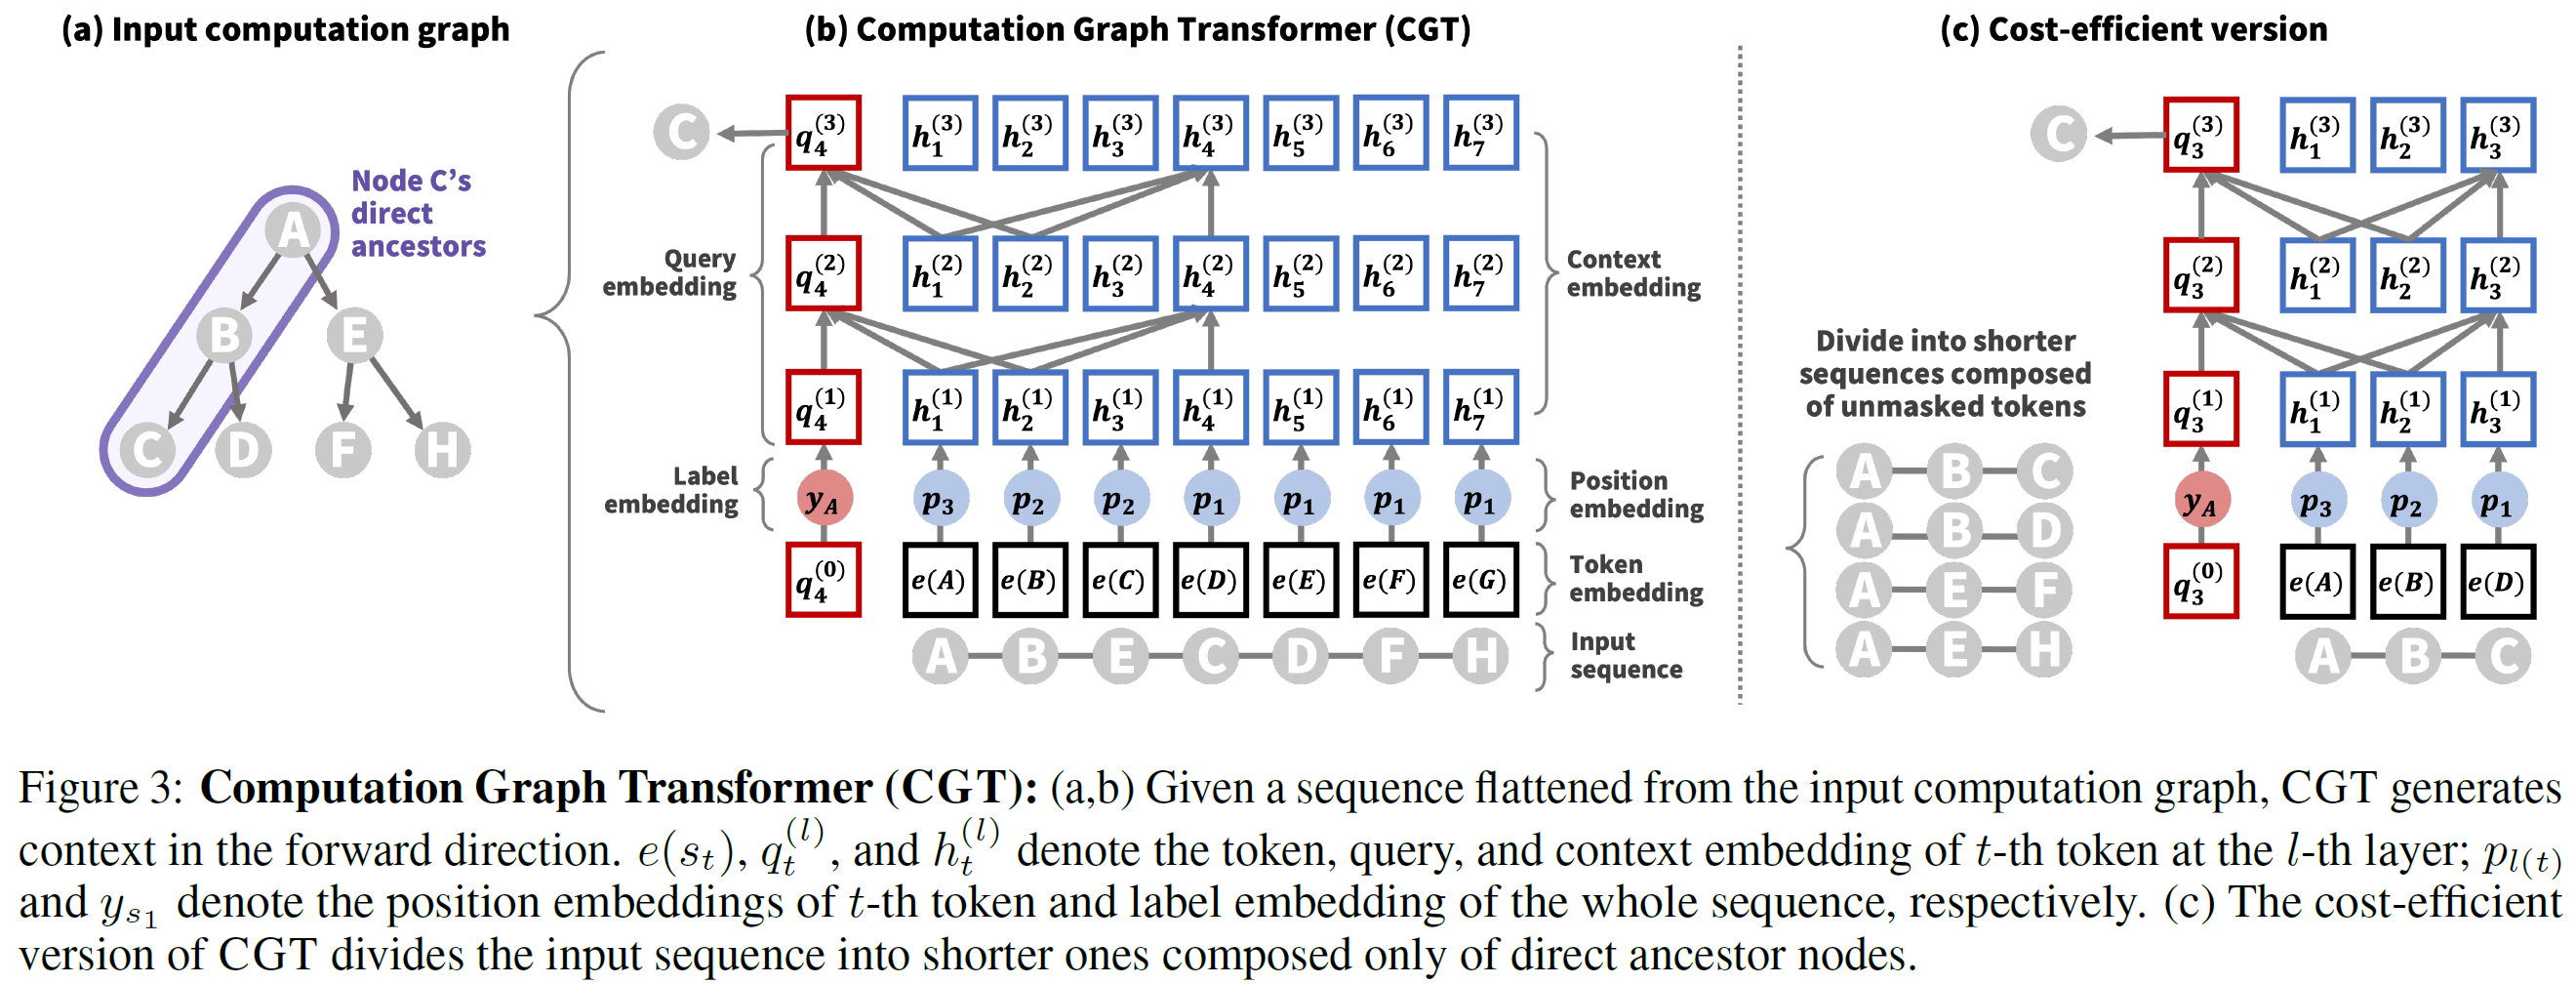 (a) Input computation graph
Node C's
direct
ancestors
A
B E
C D F H
(b) Computation Graph Transformer (CGT)
C
q_4^{(3)} h_1^{(3)} h_2^{(3)} h_3^{(3)} h_4^{(3)} h_5^{(3)} h_6^{(3)} h_7^{(3)}
Query
embedding
q_4^{(2)} h_1^{(2)} h_2^{(2)} h_3^{(2)} h_4^{(2)} h_5^{(2)} h_6^{(2)} h_7^{(2)}
Context
embedding
q_4^{(1)} h_1^{(1)} h_2^{(1)} h_3^{(1)} h_4^{(1)} h_5^{(1)} h_6^{(1)} h_7^{(1)}
Label
embedding
y_A p_3 p_2 p_2 p_1 p_1 p_1 p_1
Position
embedding
q_4^{(0)} e(A) e(B) e(C) e(D) e(E) e(F) e(G)
Token
embedding
A B E C D F H
Input
sequence
(c) Cost-efficient version
Divide into shorter
sequences composed
of unmasked tokens
A B C
A B D
A E F
A E H
C
q_3^{(3)} h_1^{(3)} h_2^{(3)} h_3^{(3)}
q_3^{(2)} h_1^{(2)} h_2^{(2)} h_3^{(2)}
q_3^{(1)} h_1^{(1)} h_2^{(1)} h_3^{(1)}
y_A p_3 p_2 p_1
q_3^{(0)} e(A) e(B) e(D)
A B C
Figure 3: Computation Graph Transformer (CGT): (a,b) Given a sequence flattened from the input computation graph, CGT generates
context in the forward direction. e(s_t), q_t^{(l)}, and h_t^{(l)} denote the token, query, and context embedding of t-th token at the l-th layer; p_{l(t)}
and y_{s_1} denote the position embeddings of t-th token and label embedding of the whole sequence, respectively. (c) The cost-efficient
version of CGT divides the input sequence into shorter ones composed only of direct ancestor nodes.